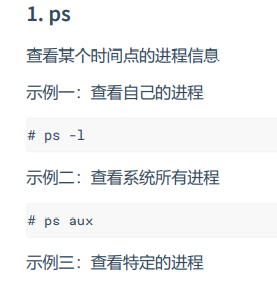 1. ps
查看某个时间点的进程信息
示例一：查看自己的进程
# ps -l
示例二：查看系统所有进程
# ps aux
示例三：查看特定的进程